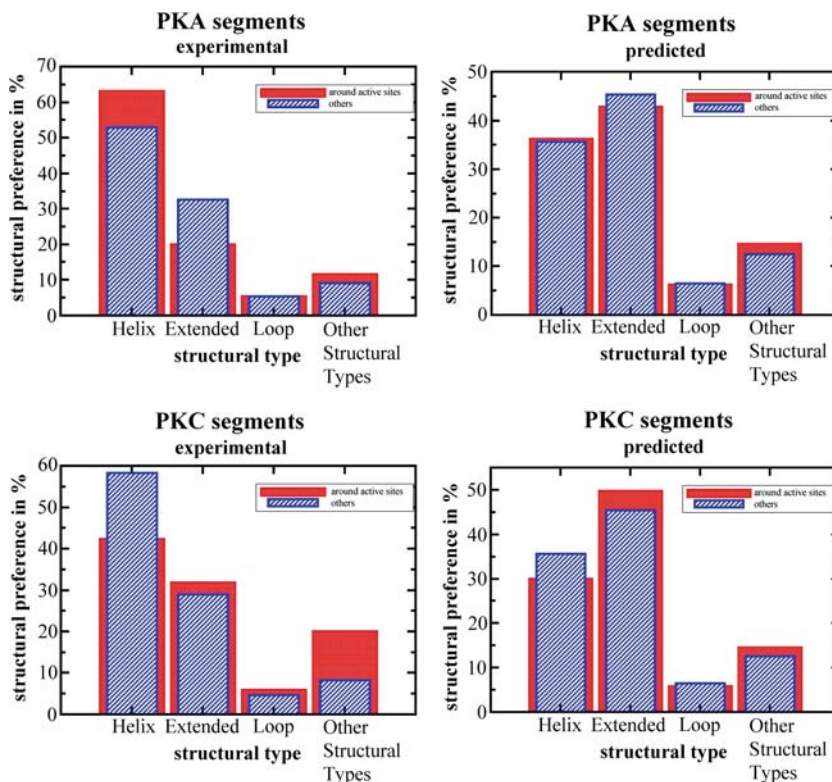 PKA segments
experimental
structural preference in %
70
60
50
40
30
20
10
0
around active sites
others
Helix Extended Loop Other
Structural
Types
structural type
PKA segments
predicted
structural preference in %
50
40
30
20
10
0
around active sites
others
Helix Extended Loop Other
Structural
Types
structural type
PKC segments
experimental
structural preference in %
60
50
40
30
20
10
0
around active sites
others
Helix Extended Loop Other
Structural
Types
structural type
PKC segments
predicted
structural preference in %
50
40
30
20
10
0
around active sites
others
Helix Extended Loop Other
Structural
Types
structural type